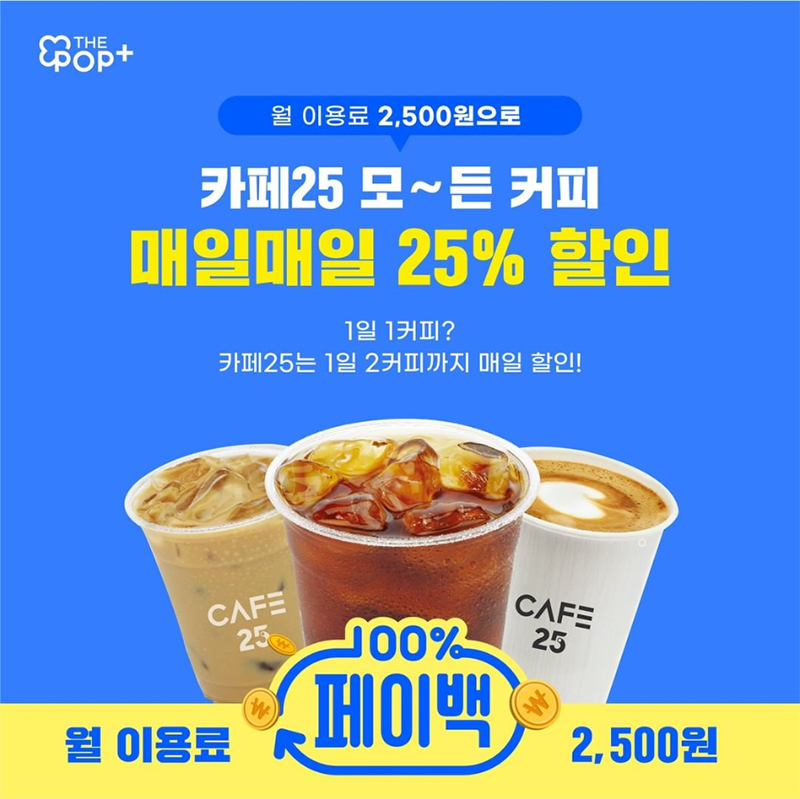 THE
POP+
월 이용료 2,500원으로
카페25 모~든 커피
매일매일 25% 할인
1일 1커피?
카페25는 1일 2커피까지 매일 할인!
CAFE
25
CAFE
25
100%
페이백
월 이용료
2,500원